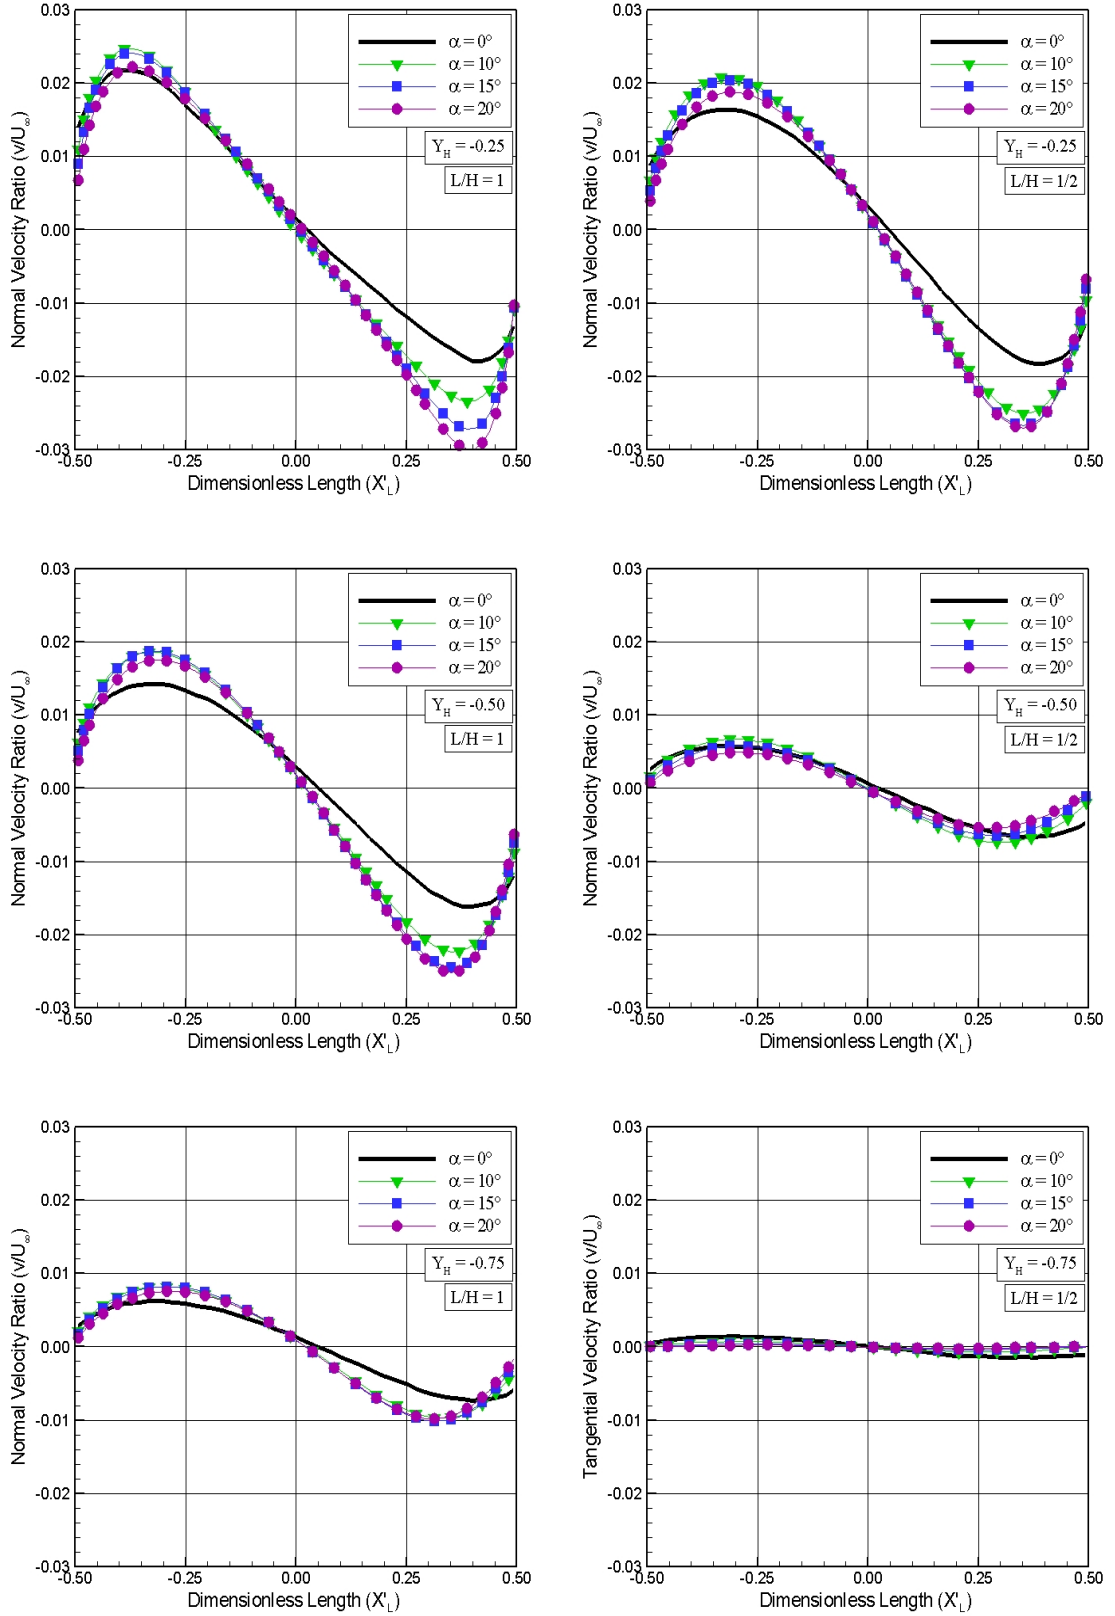 0.03
0.02
0.01
0.00
-0.01
-0.02
-0.03
Normal Velocity Ratio (v/U∞)
α = 0°
α = 10°
α = 15°
α = 20°
Y_H = -0.25
L/H = 1
-0.50 -0.25 0.00 0.25 0.50
Dimensionless Length (X'_L)
0.03
0.02
0.01
0.00
-0.01
-0.02
-0.03
Normal Velocity Ratio (v/U∞)
α = 0°
α = 10°
α = 15°
α = 20°
Y_H = -0.25
L/H = 1/2
-0.50 -0.25 0.00 0.25 0.50
Dimensionless Length (X'_L)
0.03
0.02
0.01
0.00
-0.01
-0.02
-0.03
Normal Velocity Ratio (v/U∞)
α = 0°
α = 10°
α = 15°
α = 20°
Y_H = -0.50
L/H = 1
-0.50 -0.25 0.00 0.25 0.50
Dimensionless Length (X'_L)
0.03
0.02
0.01
0.00
-0.01
-0.02
-0.03
Normal Velocity Ratio (v/U∞)
α = 0°
α = 10°
α = 15°
α = 20°
Y_H = -0.50
L/H = 1/2
-0.50 -0.25 0.00 0.25 0.50
Dimensionless Length (X'_L)
0.03
0.02
0.01
0.00
-0.01
-0.02
-0.03
Normal Velocity Ratio (v/U∞)
α = 0°
α = 10°
α = 15°
α = 20°
Y_H = -0.75
L/H = 1
-0.50 -0.25 0.00 0.25 0.50
Dimensionless Length (X'_L)
0.03
0.02
0.01
0.00
-0.01
-0.02
-0.03
Tangential Velocity Ratio (v/U∞)
α = 0°
α = 10°
α = 15°
α = 20°
Y_H = -0.75
L/H = 1/2
-0.50 -0.25 0.00 0.25 0.50
Dimensionless Length (X'_L)